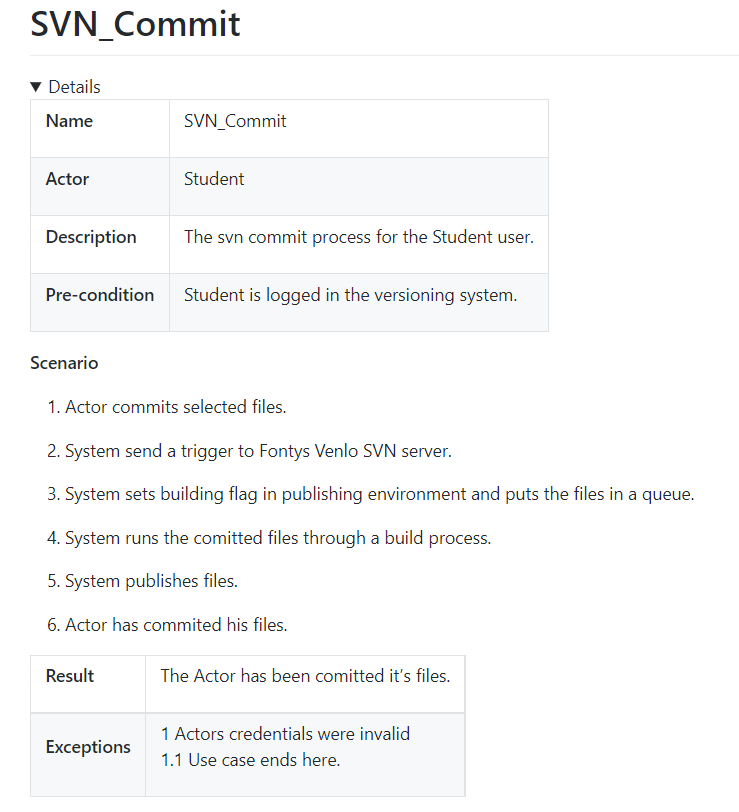 SVN_Commit
▼ Details
Name SVN_Commit
Actor Student
Description The svn commit process for the Student user.
Pre-condition Student is logged in the versioning system.
Scenario
1. Actor commits selected files.
2. System send a trigger to Fontys Venlo SVN server.
3. System sets building flag in publishing environment and puts the files in a queue.
4. System runs the comitted files through a build process.
5. System publishes files.
6. Actor has commited his files.
Result The Actor has been comitted it’s files.
Exceptions 1 Actors credentials were invalid
1.1 Use case ends here.